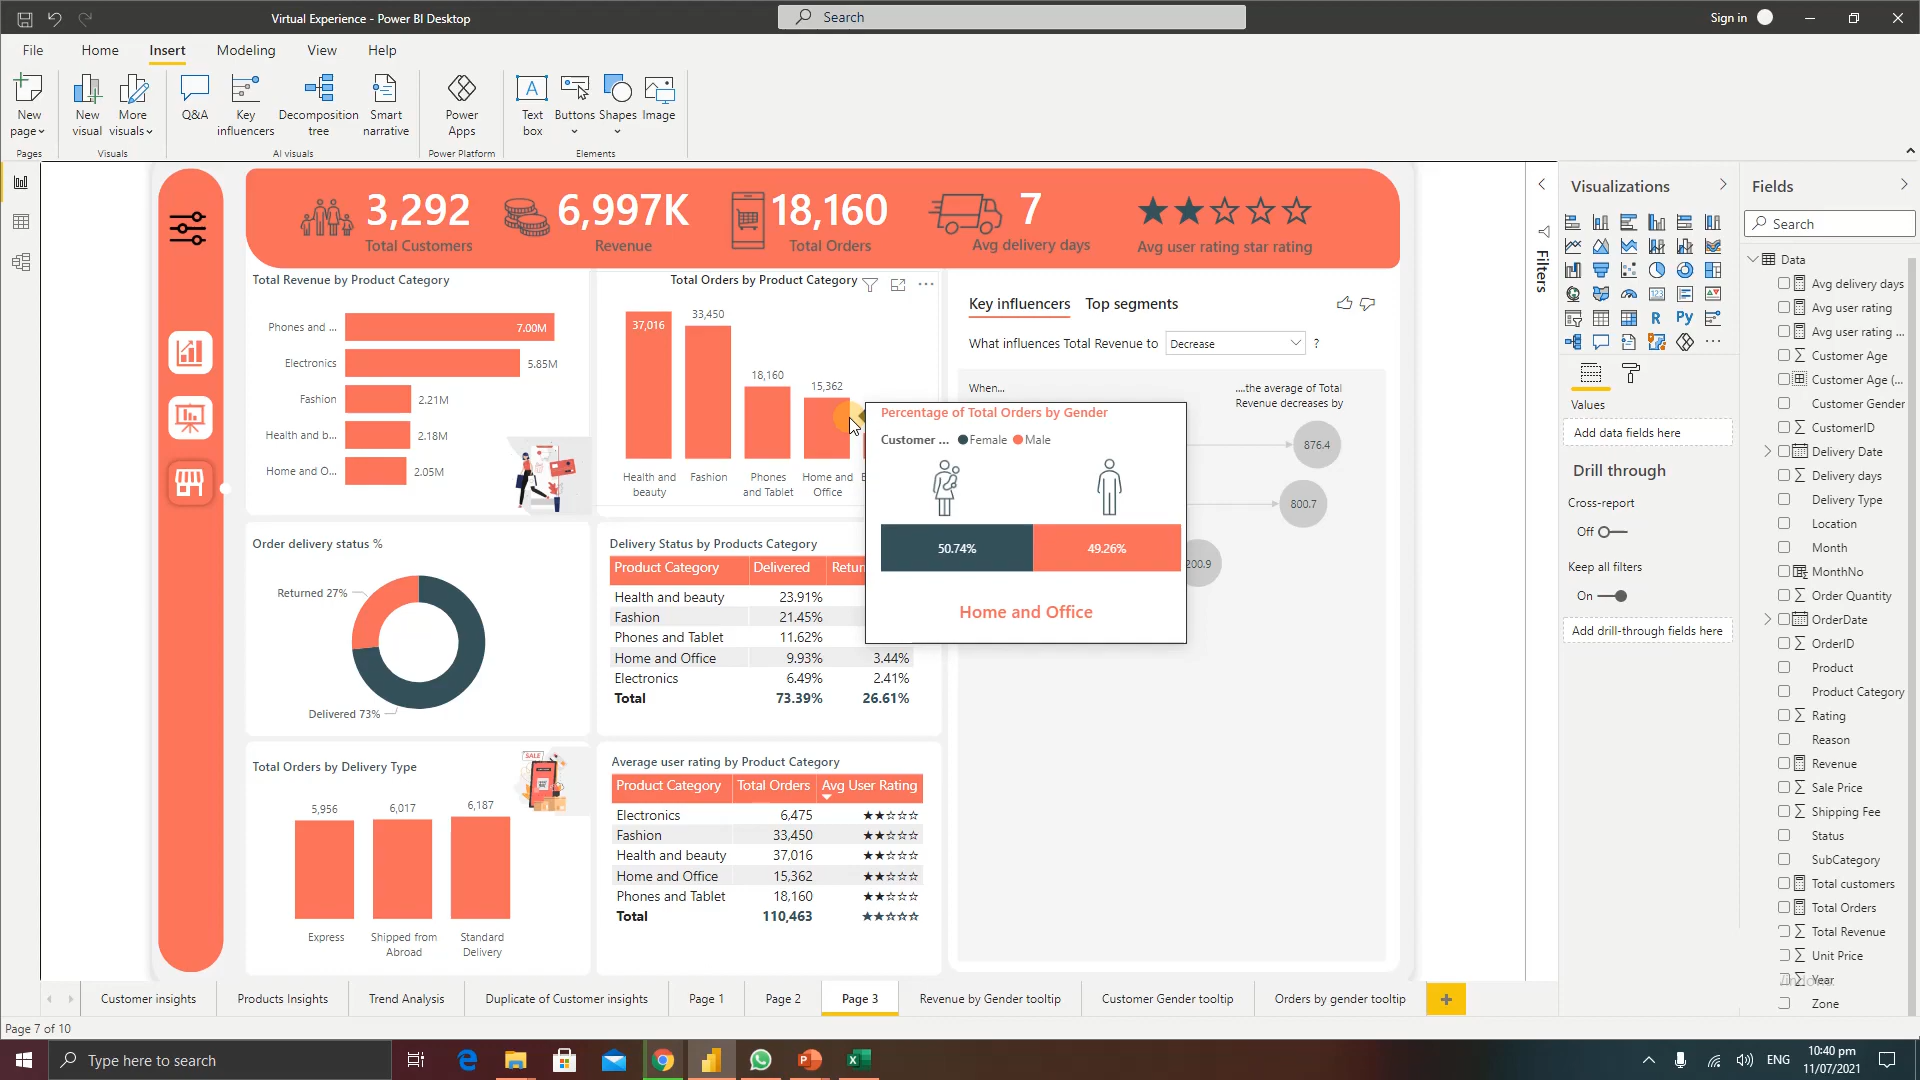 Virtual Experience - Power BI Desktop
Search
Sign in
File
Home
Insert
Modeling
View
Help
New page
New visual
More visuals
Q&A
Key influencers
Decomposition tree
Smart narrative
Power Apps
Text box
Buttons
Shapes
Image
Pages
Visuals
AI visuals
Power Platform
Elements
3,292
Total Customers
6,997K
Revenue
18,160
Total Orders
7
Avg delivery days
Avg user rating star rating
Total Revenue by Product Category
Phones and ...
7.00M
Electronics
5.85M
Fashion
2.21M
Health and b...
2.18M
Home and O...
2.05M
Total Orders by Product Category
37,016
33,450
18,160
15,362
Health and beauty
Fashion
Phones and Tablet
Home and Office
Key influencers
Top segments
What influences Total Revenue to
Decrease
?
When...
....the average of Total
Revenue decreases by
876.4
800.7
200.9
Percentage of Total Orders by Gender
Customer ...
Female
Male
50.74%
49.26%
Home and Office
Order delivery status %
Returned 27%
Delivered 73%
Delivery Status by Products Category
Product Category Delivered Return
Health and beauty 23.91%
Fashion 21.45%
Phones and Tablet 11.62%
Home and Office 9.93% 3.44%
Electronics 6.49% 2.41%
Total 73.39% 26.61%
Total Orders by Delivery Type
SALE
5,956
6,017
6,187
Express
Shipped from Abroad
Standard Delivery
Average user rating by Product Category
Product Category Total Orders Avg User Rating
Electronics 6,475 ★★☆☆☆
Fashion 33,450 ★★☆☆☆
Health and beauty 37,016 ★★☆☆☆
Home and Office 15,362 ★★☆☆☆
Phones and Tablet 18,160 ★★☆☆☆
Total 110,463 ★★☆☆☆
Filters
Visualizations
R
Py
Values
Add data fields here
Drill through
Cross-report
Off
Keep all filters
On
Add drill-through fields here
Fields
Search
Data
Avg delivery days
Avg user rating
Avg user rating ...
Customer Age
Customer Age (...
Customer Gender
CustomerID
Delivery Date
Delivery days
Delivery Type
Location
Month
MonthNo
Order Quantity
OrderDate
OrderID
Product
Product Category
Rating
Reason
Revenue
Sale Price
Shipping Fee
Status
SubCategory
Total customers
Total Orders
Total Revenue
Unit Price
Year
Zone
Customer insights
Products Insights
Trend Analysis
Duplicate of Customer insights
Page 1
Page 2
Page 3
Revenue by Gender tooltip
Customer Gender tooltip
Orders by gender tooltip
Page 7 of 10
Type here to search
ENG
10:40 pm
11/07/2021